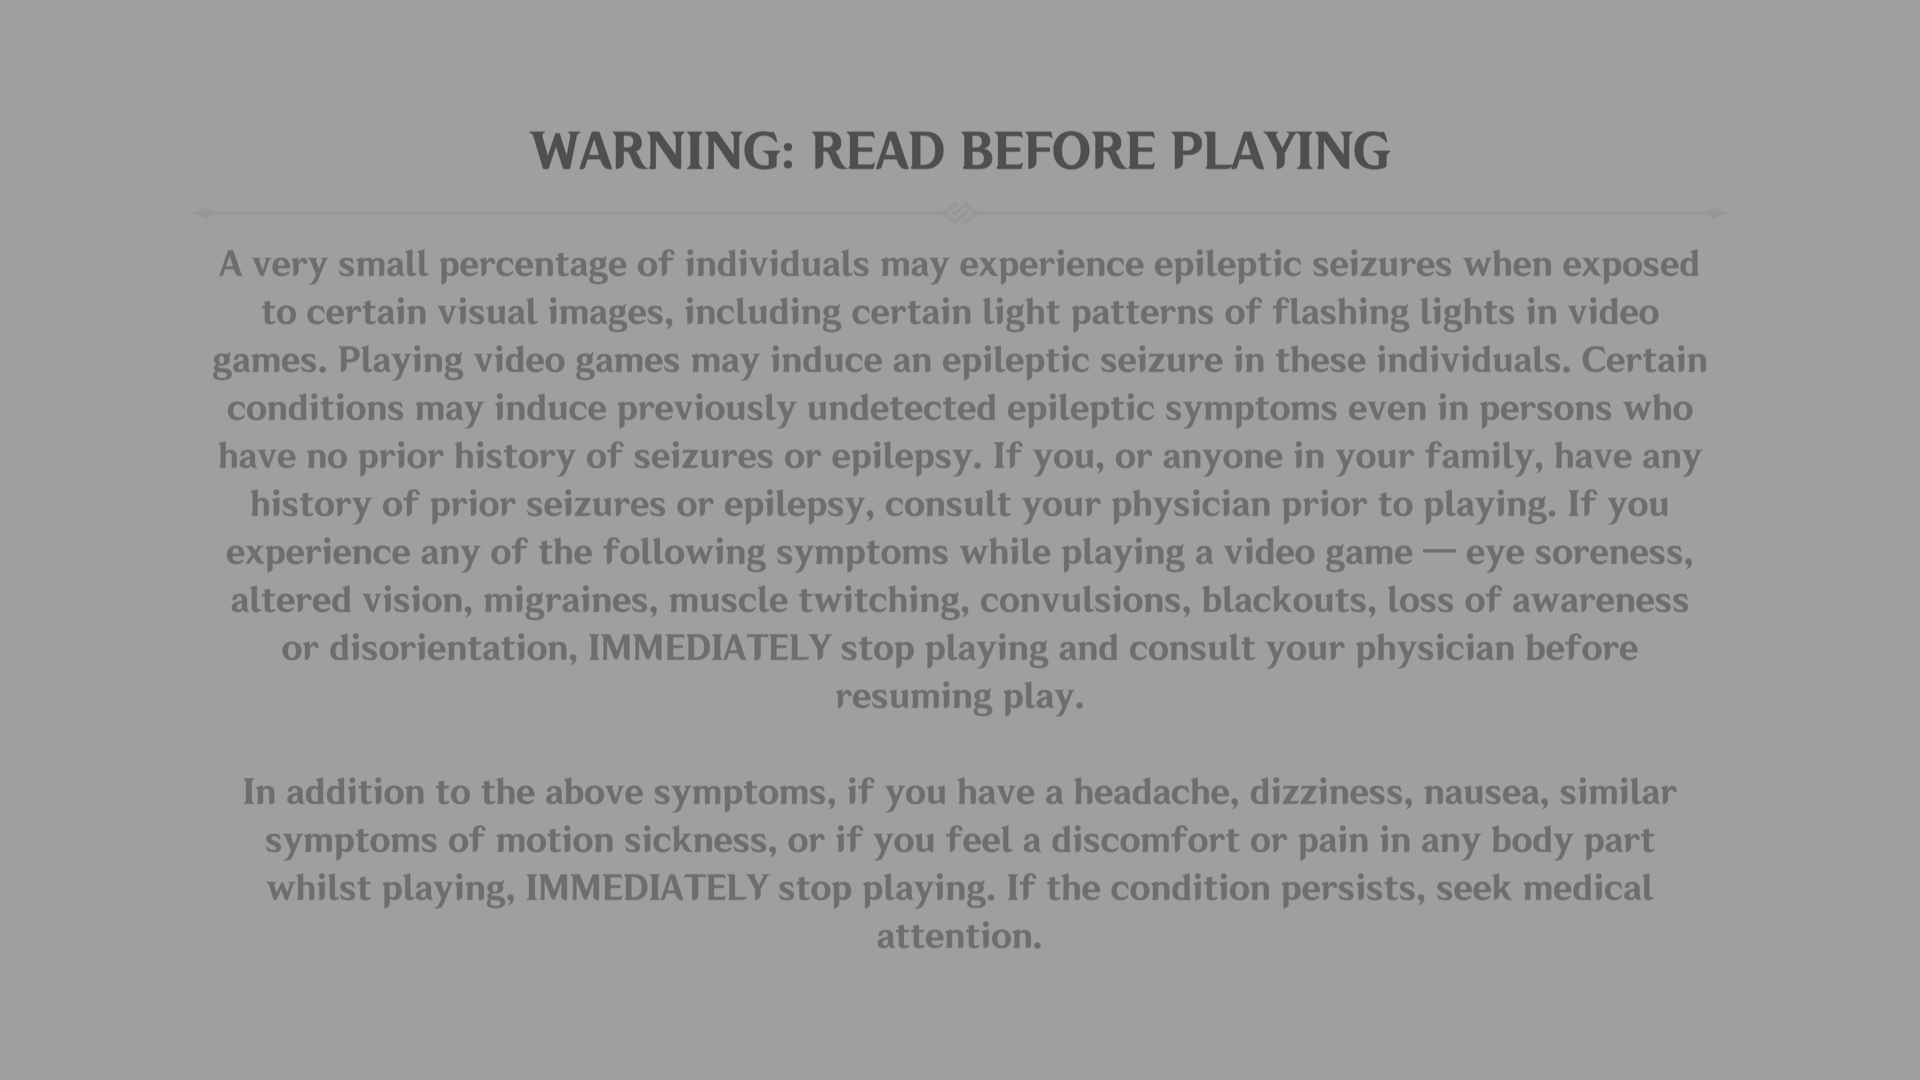 WARNING: READ BEFORE PLAYING
A very small percentage of individuals may experience epileptic seizures when exposed
to certain visual images, including certain light patterns of flashing lights in video
games. Playing video games may induce an epileptic seizure in these individuals. Certain
conditions may induce previously undetected epileptic symptoms even in persons who
have no prior history of seizures or epilepsy. If you, or anyone in your family, have any
history of prior seizures or epilepsy, consult your physician prior to playing. If you
experience any of the following symptoms while playing a video game — eye soreness,
altered vision, migraines, muscle twitching, convulsions, blackouts, loss of awareness
or disorientation, IMMEDIATELY stop playing and consult your physician before
resuming play.
In addition to the above symptoms, if you have a headache, dizziness, nausea, similar
symptoms of motion sickness, or if you feel a discomfort or pain in any body part
whilst playing, IMMEDIATELY stop playing. If the condition persists, seek medical
attention.